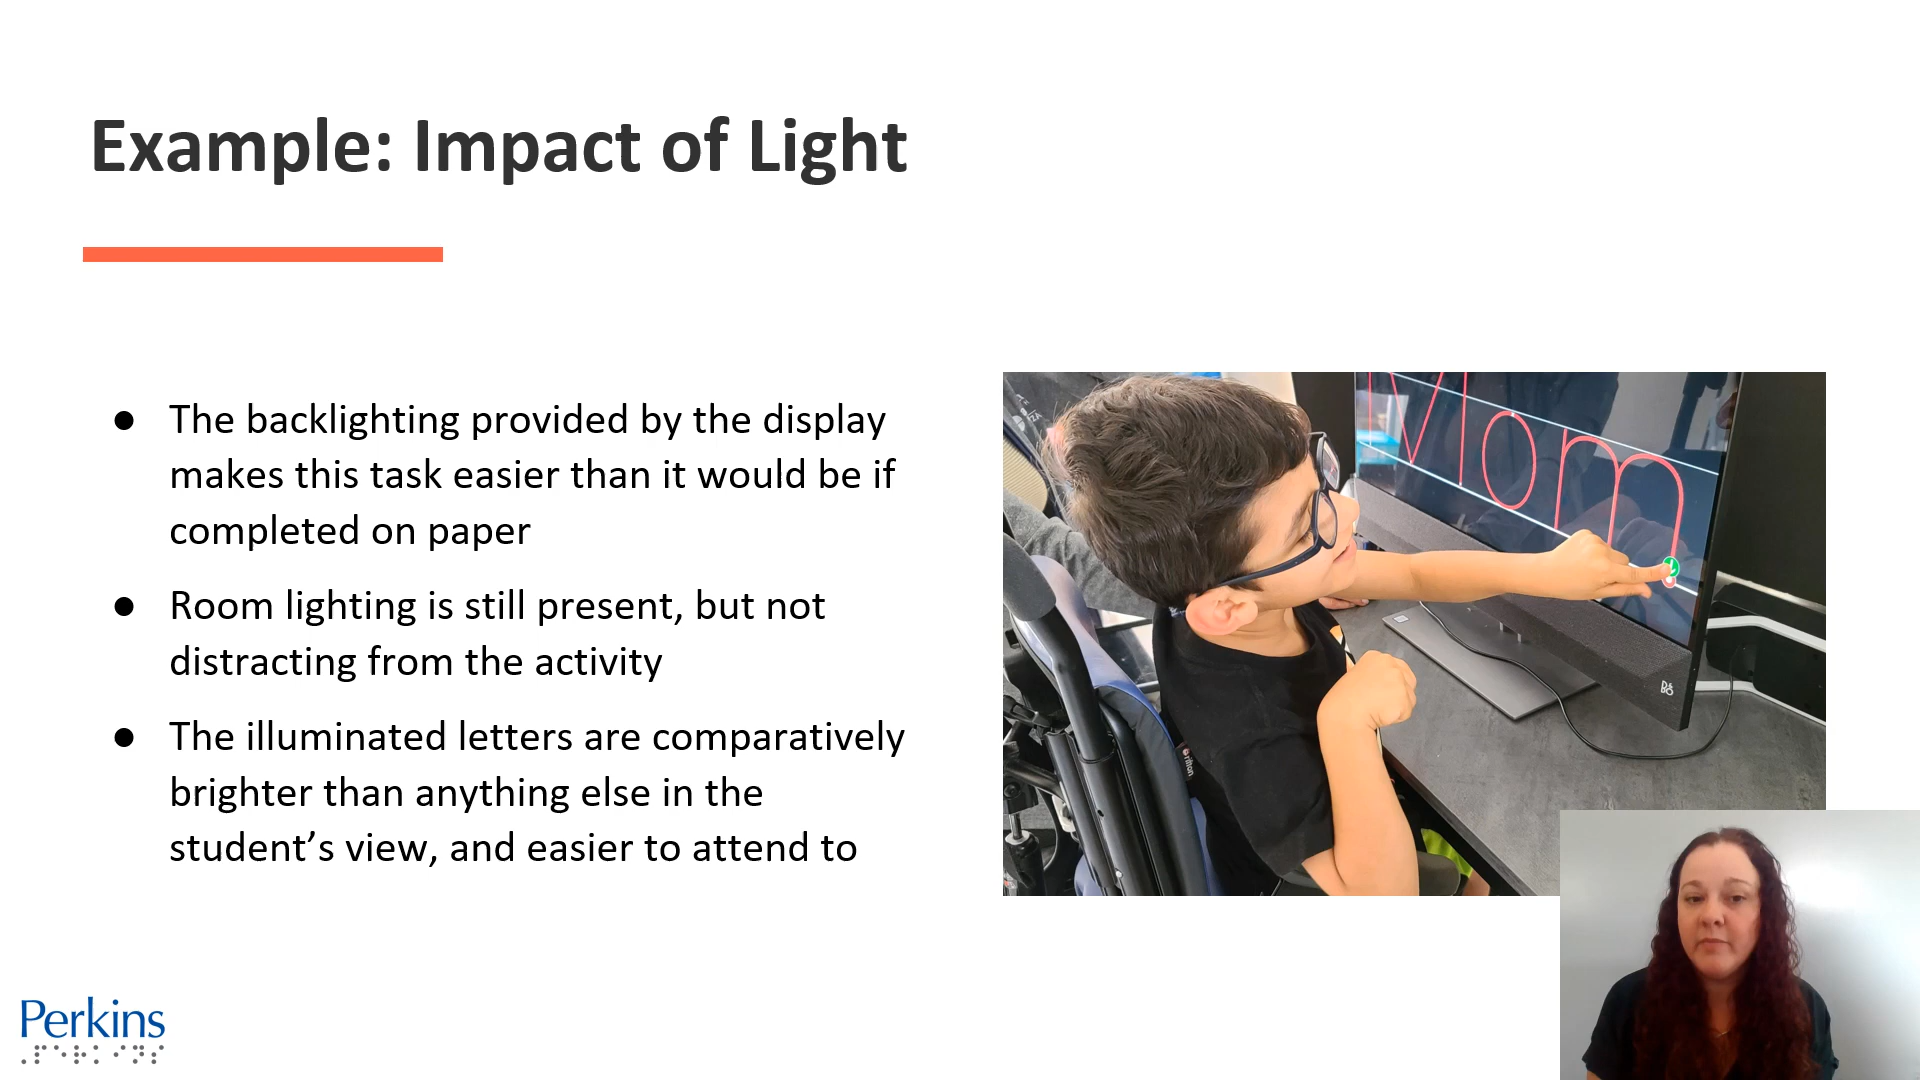 Example: Impact of Light
● The backlighting provided by the display
makes this task easier than it would be if
completed on paper
● Room lighting is still present, but not
distracting from the activity
● The illuminated letters are comparatively
brighter than anything else in the
student’s view, and easier to attend to
Mom
B&O
Perkins
⠠⠏⠑⠗⠅⠊⠝⠎